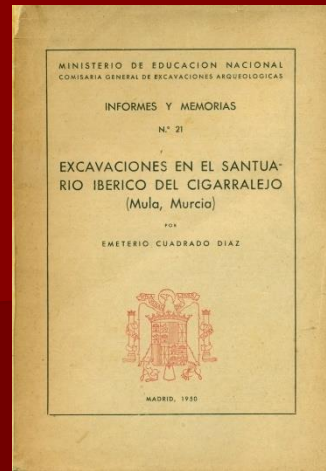 MINISTERIO DE EDUCACION NACIONAL
COMISARIA GENERAL DE EXCAVACIONES ARQUEOLOGICAS
INFORMES Y MEMORIAS
N.º 21
EXCAVACIONES EN EL SANTUA-
RIO IBERICO DEL CIGARRALEJO
(Mula, Murcia)
POR
EMETERIO CUADRADO DIAZ
MADRID, 1950